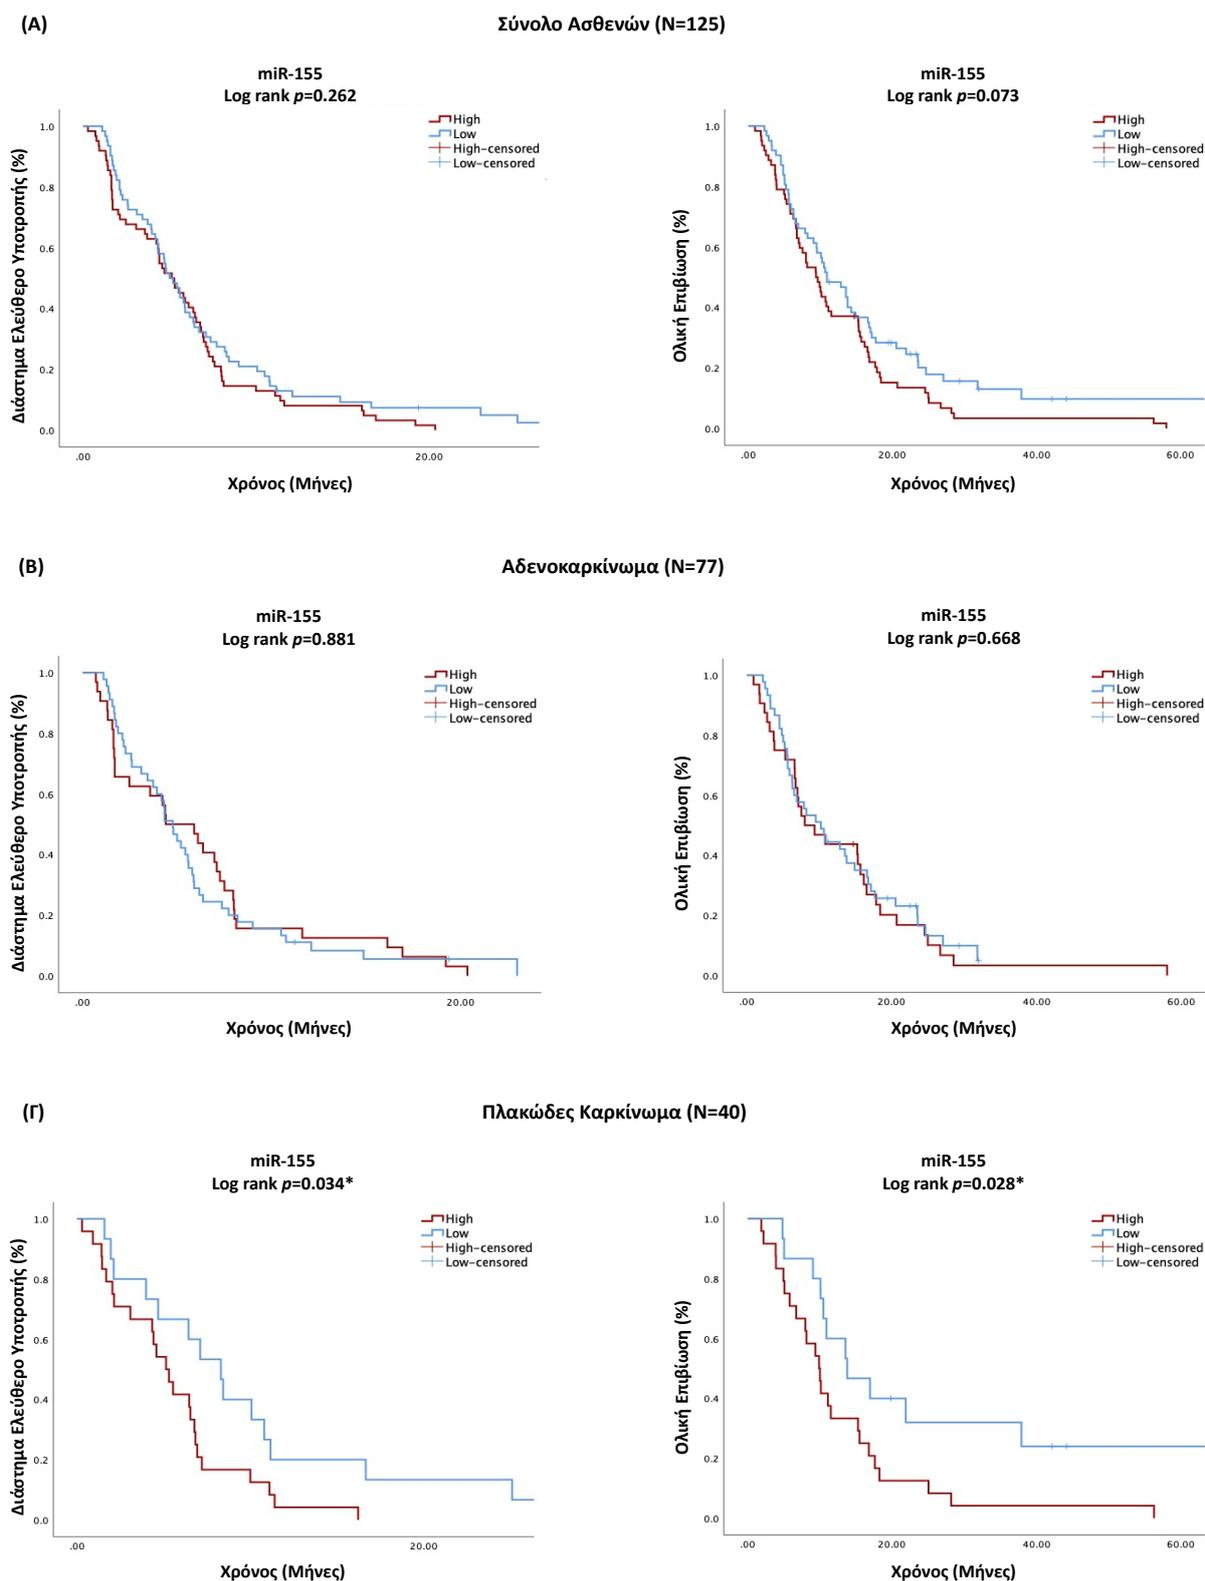 (Α)
Σύνολο Ασθενών (N=125)
miR-155
Log rank p=0.262
High
Low
High-censored
Low-censored
1.0
0.8
0.6
0.4
0.2
0.0
.00
20.00
Διάστημα Ελεύθερο Υποτροπής (%)
Χρόνος (Μήνες)
miR-155
Log rank p=0.073
High
Low
High-censored
Low-censored
1.0
0.8
0.6
0.4
0.2
0.0
.00
20.00
40.00
60.00
Ολική Επιβίωση (%)
Χρόνος (Μήνες)
(Β)
Αδενοκαρκίνωμα (N=77)
miR-155
Log rank p=0.881
High
Low
High-censored
Low-censored
1.0
0.8
0.6
0.4
0.2
0.0
.00
20.00
Διάστημα Ελεύθερο Υποτροπής (%)
Χρόνος (Μήνες)
miR-155
Log rank p=0.668
High
Low
High-censored
Low-censored
1.0
0.8
0.6
0.4
0.2
0.0
.00
20.00
40.00
60.00
Ολική Επιβίωση (%)
Χρόνος (Μήνες)
(Γ)
Πλακώδες Καρκίνωμα (N=40)
miR-155
Log rank p=0.034*
High
Low
High-censored
Low-censored
1.0
0.8
0.6
0.4
0.2
0.0
.00
20.00
Διάστημα Ελεύθερο Υποτροπής (%)
Χρόνος (Μήνες)
miR-155
Log rank p=0.028*
High
Low
High-censored
Low-censored
1.0
0.8
0.6
0.4
0.2
0.0
.00
20.00
40.00
60.00
Ολική Επιβίωση (%)
Χρόνος (Μήνες)